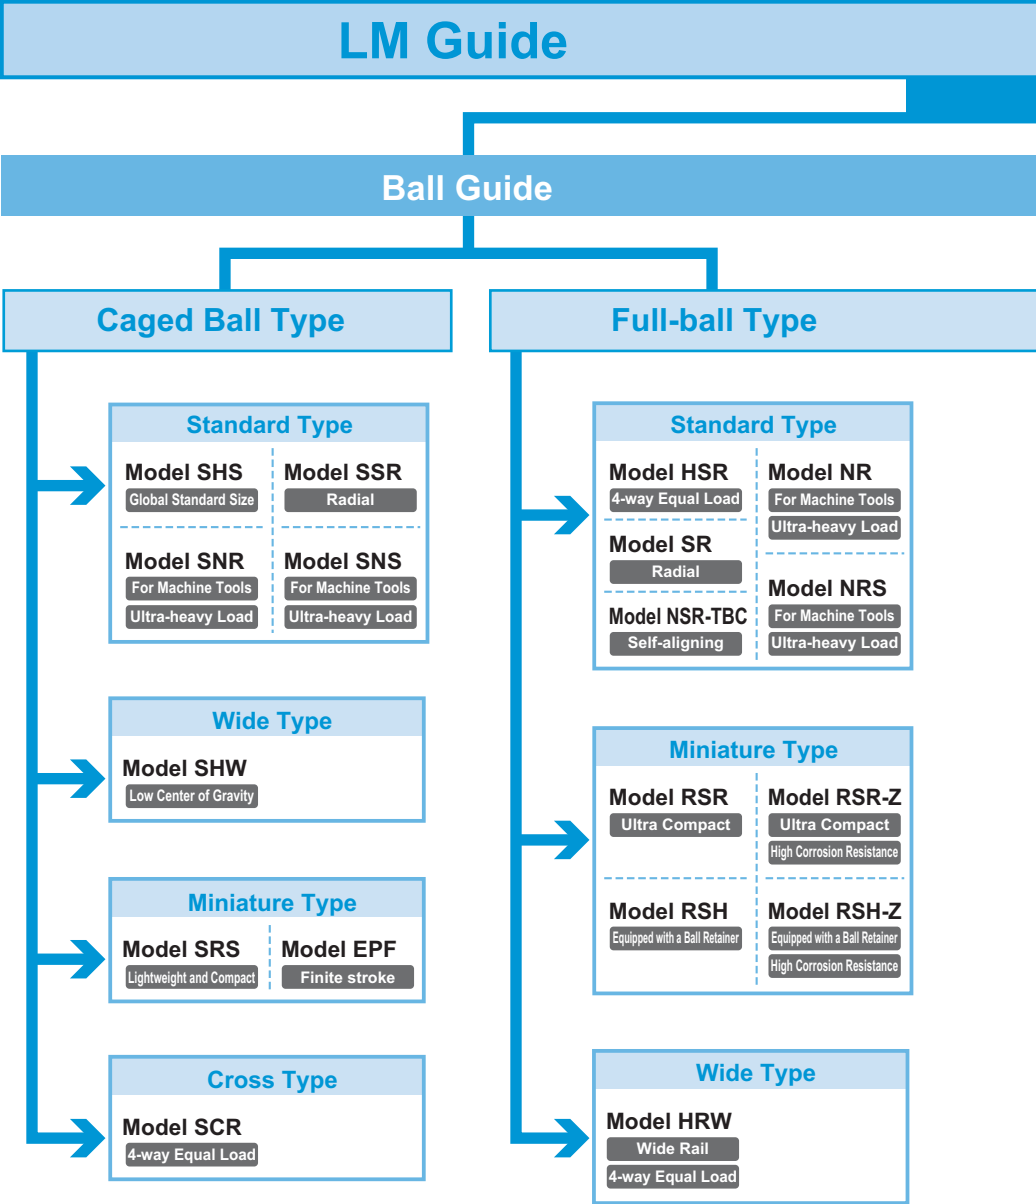 LM Guide
Ball Guide
Caged Ball Type
Standard Type
Model SHS
Global Standard Size
Model SSR
Radial
Model SNR
For Machine Tools
Ultra-heavy Load
Model SNS
For Machine Tools
Ultra-heavy Load
Wide Type
Model SHW
Low Center of Gravity
Miniature Type
Model SRS
Lightweight and Compact
Model EPF
Finite stroke
Cross Type
Model SCR
4-way Equal Load
Full-ball Type
Standard Type
Model HSR
4-way Equal Load
Model SR
Radial
Model NSR-TBC
Self-aligning
Model NR
For Machine Tools
Ultra-heavy Load
Model NRS
For Machine Tools
Ultra-heavy Load
Miniature Type
Model RSR
Ultra Compact
Model RSR-Z
Ultra Compact
High Corrosion Resistance
Model RSH
Equipped with a Ball Retainer
Model RSH-Z
Equipped with a Ball Retainer
High Corrosion Resistance
Wide Type
Model HRW
Wide Rail
4-way Equal Load